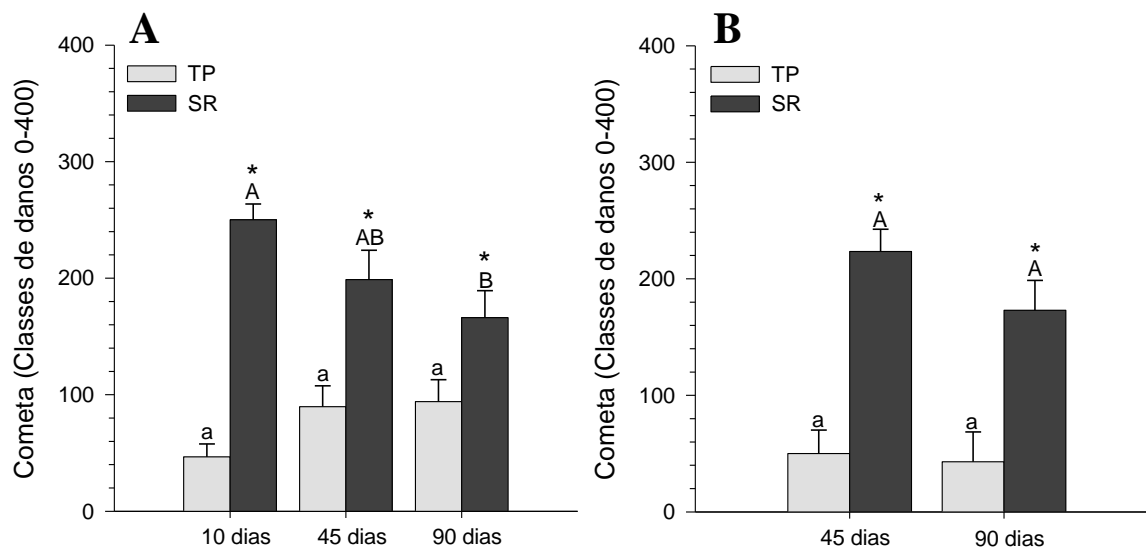 A
Cometa (Classes de danos 0-400)
400
300
200
100
0
TP
SR
*
A
*
AB
*
B
a
a
a
10 dias
45 dias
90 dias
B
Cometa (Classes de danos 0-400)
400
300
200
100
0
TP
SR
*
A
*
A
a
a
45 dias
90 dias